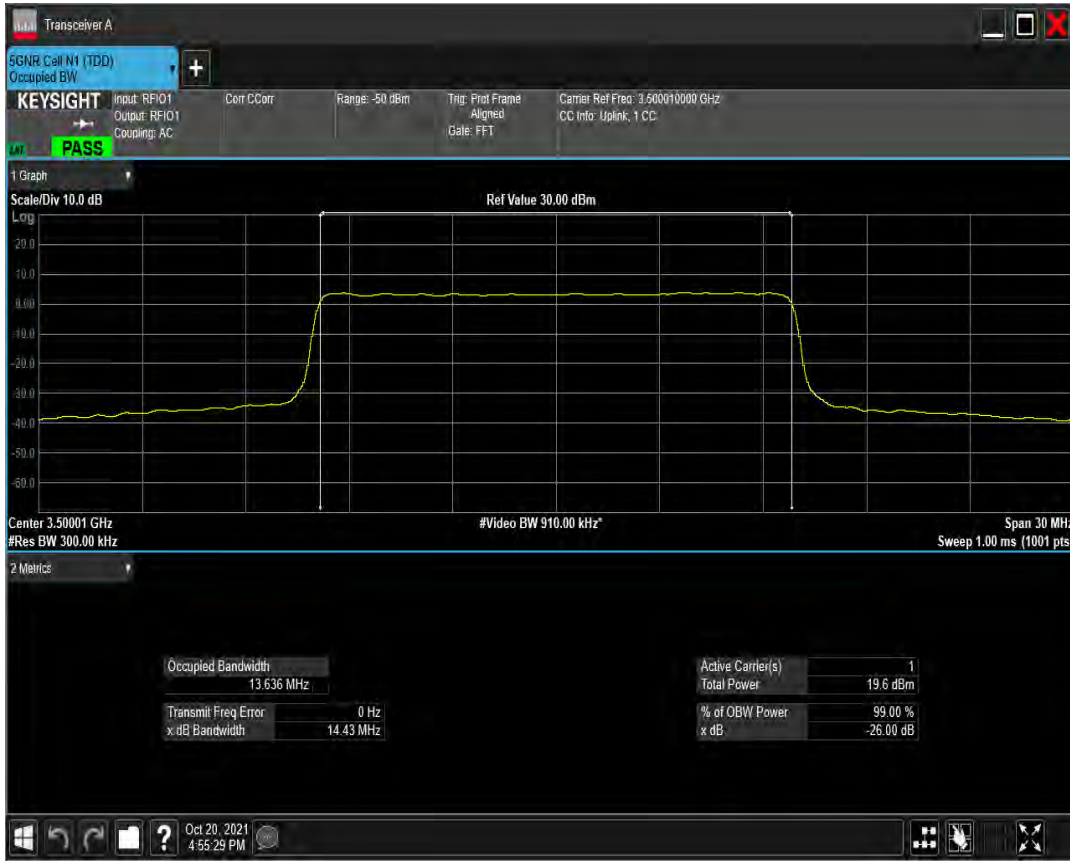 Transceiver A
5GNR Cell N1 (TDD)
Occupied BW
+
KEYSIGHT
Input: RFIO1
Output: RFIO1
Coupling: AC
Corr CCorr
Range: -50 dBm
Trig: Prot Frame
Aligned
Gate: FFT
Carrier Ref Freq: 3.500010000 GHz
CC Info: Uplink, 1 CC
PASS
1 Graph
Scale/Div 10.0 dB
Ref Value 30.00 dBm
Log
20.0
10.0
0.00
-10.0
-20.0
-30.0
-40.0
-50.0
-60.0
Center 3.50001 GHz
#Video BW 910.00 kHz*
Span 30 MHz
#Res BW 300.00 kHz
Sweep 1.00 ms (1001 pts
2 Metrics
Occupied Bandwidth
13.636 MHz
Transmit Freq Error 0 Hz
x dB Bandwidth 14.43 MHz
Active Carrier(s) 1
Total Power 19.6 dBm
% of OBW Power 99.00 %
x dB -26.00 dB
?
Oct 20, 2021
4:55:29 PM